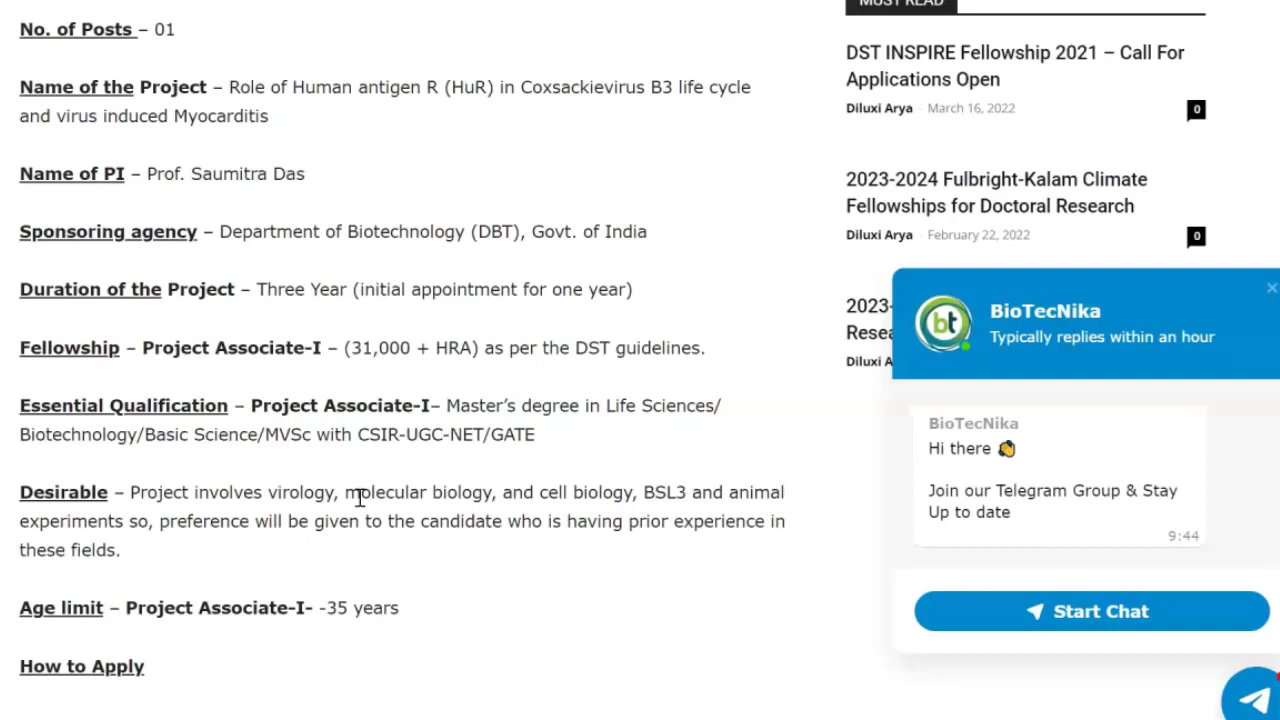 No. of Posts – 01
Name of the Project – Role of Human antigen R (HuR) in Coxsackievirus B3 life cycle
and virus induced Myocarditis
Name of PI – Prof. Saumitra Das
Sponsoring agency – Department of Biotechnology (DBT), Govt. of India
Duration of the Project – Three Year (initial appointment for one year)
Fellowship – Project Associate-I – (31,000 + HRA) as per the DST guidelines.
Essential Qualification – Project Associate-I– Master's degree in Life Sciences/
Biotechnology/Basic Science/MVSc with CSIR-UGC-NET/GATE
Desirable – Project involves virology, molecular biology, and cell biology, BSL3 and animal
experiments so, preference will be given to the candidate who is having prior experience in
these fields.
Age limit – Project Associate-I- -35 years
How to Apply
MUST READ
DST INSPIRE Fellowship 2021 – Call For
Applications Open
Diluxi Arya - March 16, 2022
0
2023-2024 Fulbright-Kalam Climate
Fellowships for Doctoral Research
Diluxi Arya - February 22, 2022
0
2023-
Resea
Diluxi A
bt
BioTecNika
Typically replies within an hour
×
BioTecNika
Hi there
Join our Telegram Group & Stay
Up to date
9:44
Start Chat